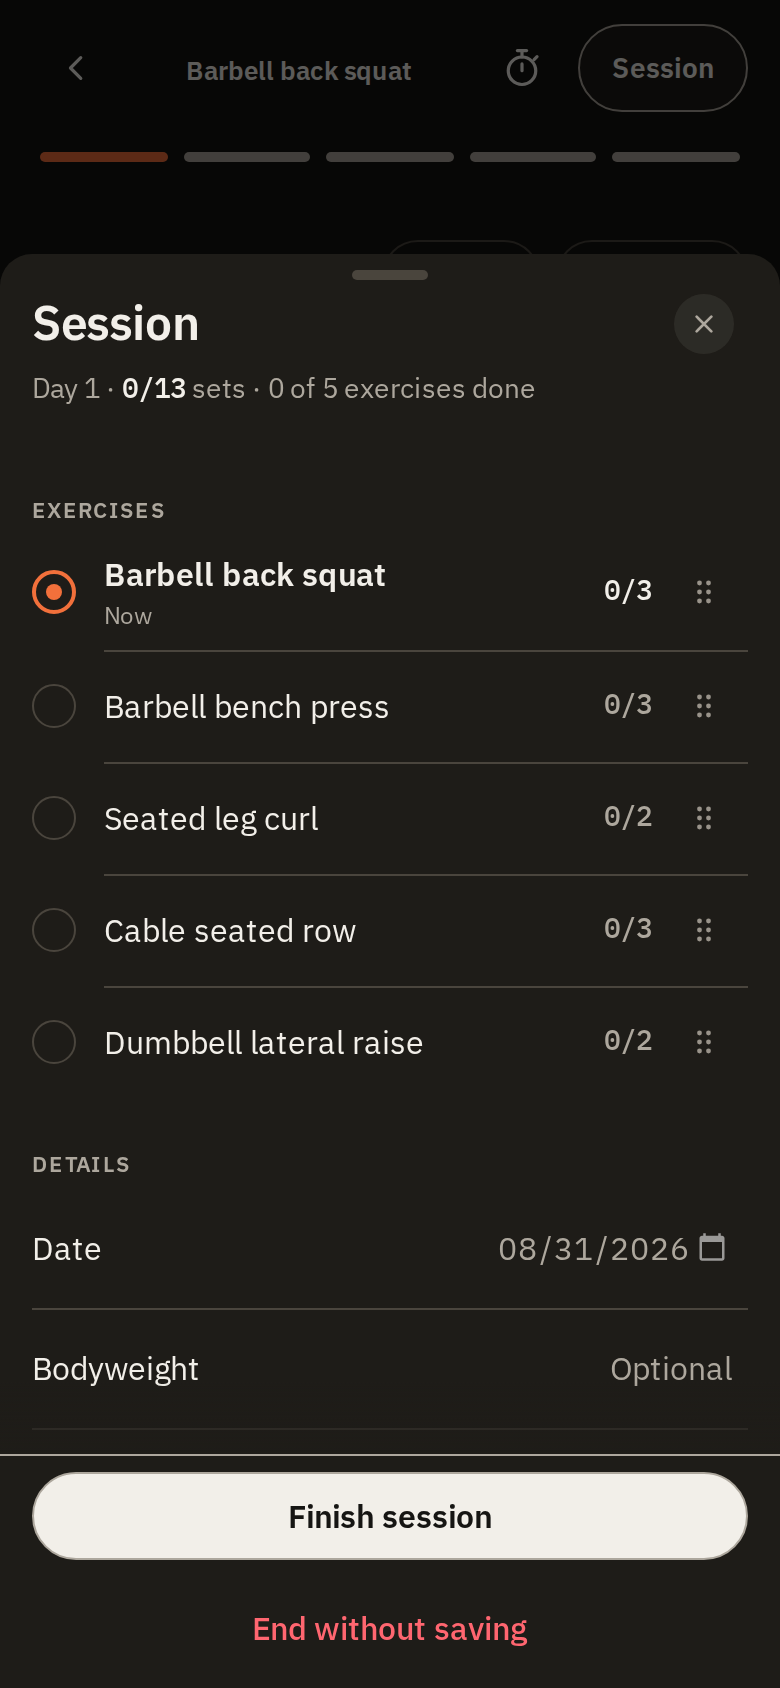 Barbell back squat
Session
Session
Day 1 · 0/13 sets · 0 of 5 exercises done
EXERCISES
Barbell back squat
Now
0/3
Barbell bench press
0/3
Seated leg curl
0/2
Cable seated row
0/3
Dumbbell lateral raise
0/2
DETAILS
Date
08/31/2026
Bodyweight
Optional
Finish session
End without saving